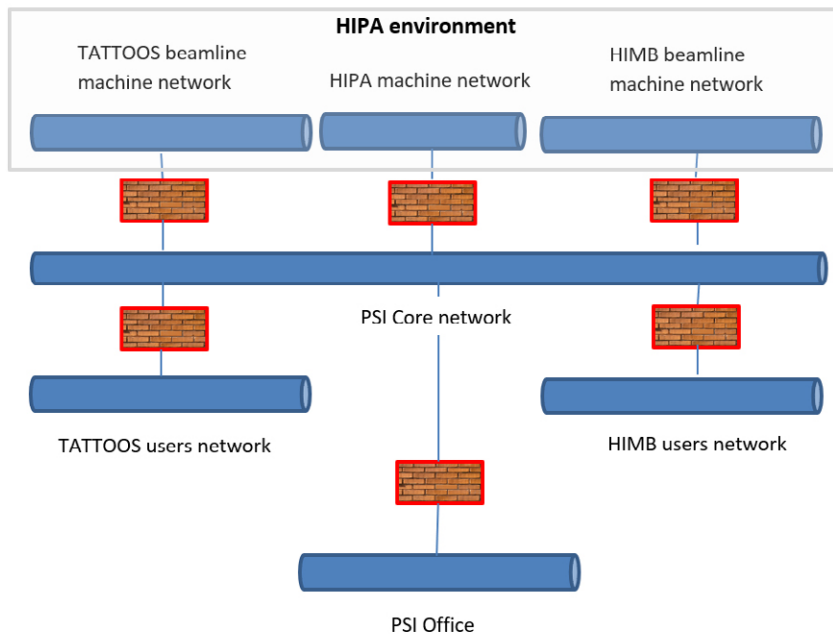 HIPA environment
TATTOOS beamline
machine network
HIPA machine network
HIMB beamline
machine network
PSI Core network
TATTOOS users network
HIMB users network
PSI Office